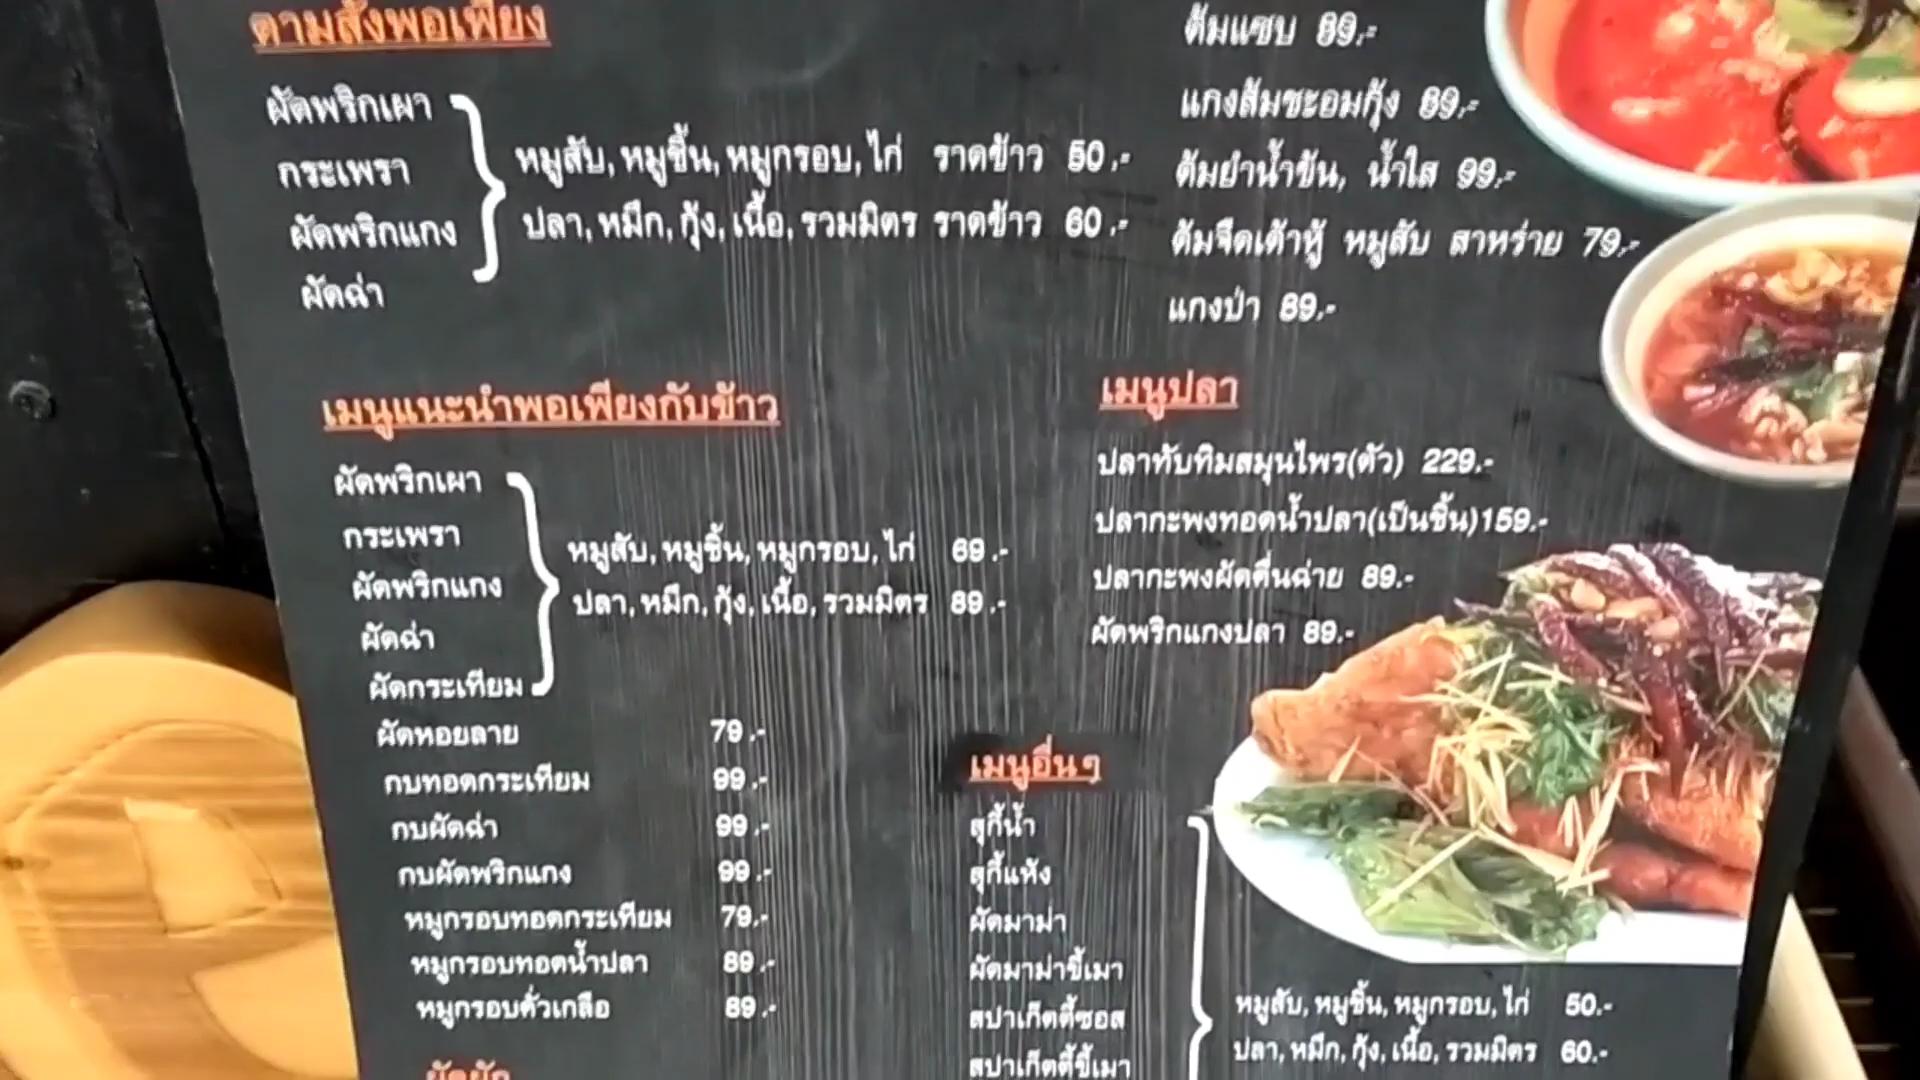 ตามสั่งพอเพียง
ผัดพริกเผา
กระเพรา
ผัดพริกแกง
ผัดฉ่า
หมูสับ, หมูชิ้น, หมูกรอบ, ไก่ ราดข้าว 50.-
ปลา, หมึก, กุ้ง, เนื้อ, รวมมิตร ราดข้าว 60.-
เมนูแนะนำพอเพียงกับข้าว
ผัดพริกเผา
กระเพรา
ผัดพริกแกง
ผัดฉ่า
ผัดกระเทียม
หมูสับ, หมูชิ้น, หมูกรอบ, ไก่ 69.-
ปลา, หมึก, กุ้ง, เนื้อ, รวมมิตร 89.-
ผัดหอยลาย 79.-
กบทอดกระเทียม 99.-
กบผัดฉ่า 99.-
กบผัดพริกแกง 99.-
หมูกรอบทอดกระเทียม 79.-
หมูกรอบทอดน้ำปลา 89.-
หมูกรอบคั่วเกลือ 89.-
ผัดผัก
ต้มแซบ 89.-
แกงส้มชะอมกุ้ง 89.-
ต้มยำน้ำข้น, น้ำใส 99.-
ต้มจืดเต้าหู้ หมูสับ สาหร่าย 79.-
แกงป่า 89.-
เมนูปลา
ปลาทับทิมสมุนไพร(ตัว) 229.-
ปลากะพงทอดน้ำปลา(เป็นชิ้น)159.-
ปลากะพงผัดคื่นฉ่าย 89.-
ผัดพริกแกงปลา 89.-
เมนูอื่นๆ
สุกี้น้ำ
สุกี้แห้ง
ผัดมาม่า
ผัดมาม่าขี้เมา
สปาเก็ตตี้ซอส
สปาเก็ตตี้ขี้เมา
หมูสับ, หมูชิ้น, หมูกรอบ, ไก่ 50.-
ปลา, หมึก, กุ้ง, เนื้อ, รวมมิตร 60.-